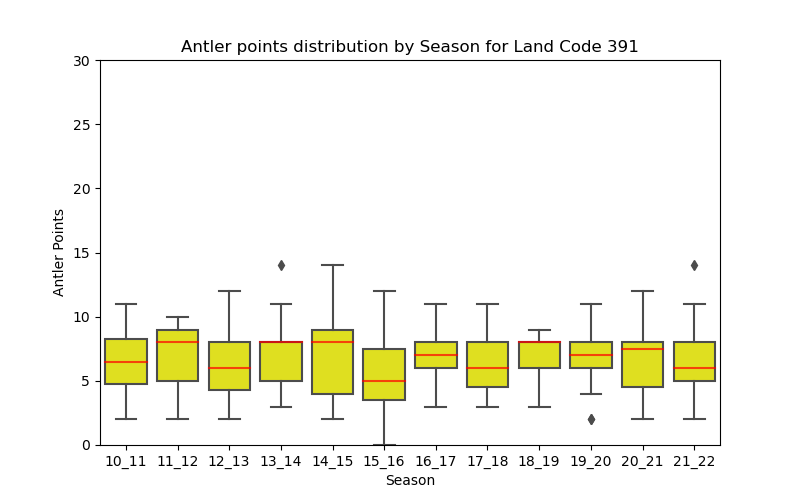 Antler points distribution by Season for Land Code 391
30
25
20
15
10
5
0
Antler Points
10_11 11_12 12_13 13_14 14_15 15_16 16_17 17_18 18_19 19_20 20_21 21_22
Season